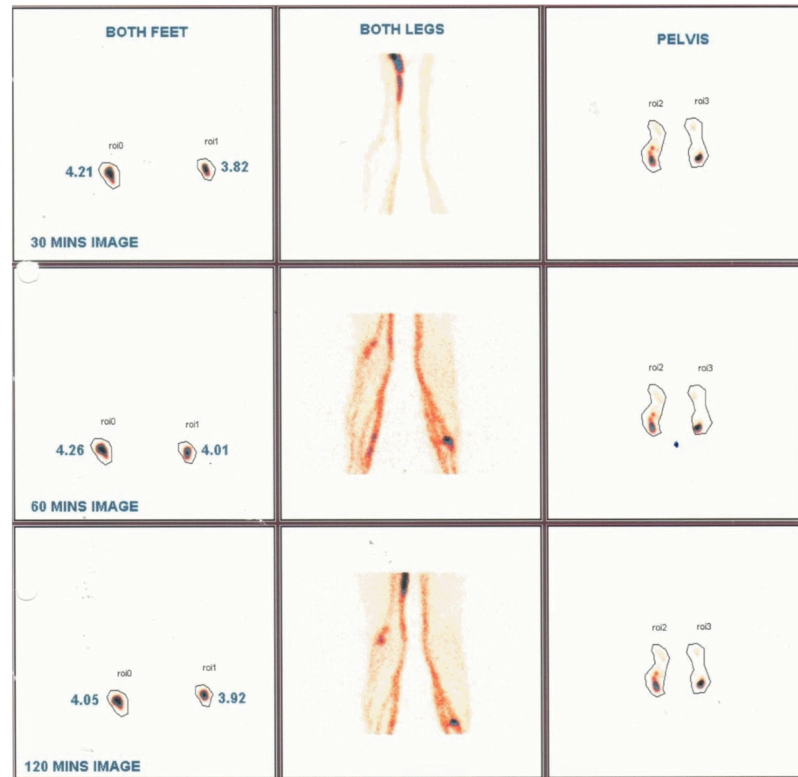 BOTH FEET
BOTH LEGS
PELVIS
roi0
roi1
roi2
roi3
4.21
3.82
30 MINS IMAGE
roi0
roi1
roi2
roi3
4.26
4.01
60 MINS IMAGE
roi0
roi1
roi2
roi3
4.05
3.92
120 MINS IMAGE